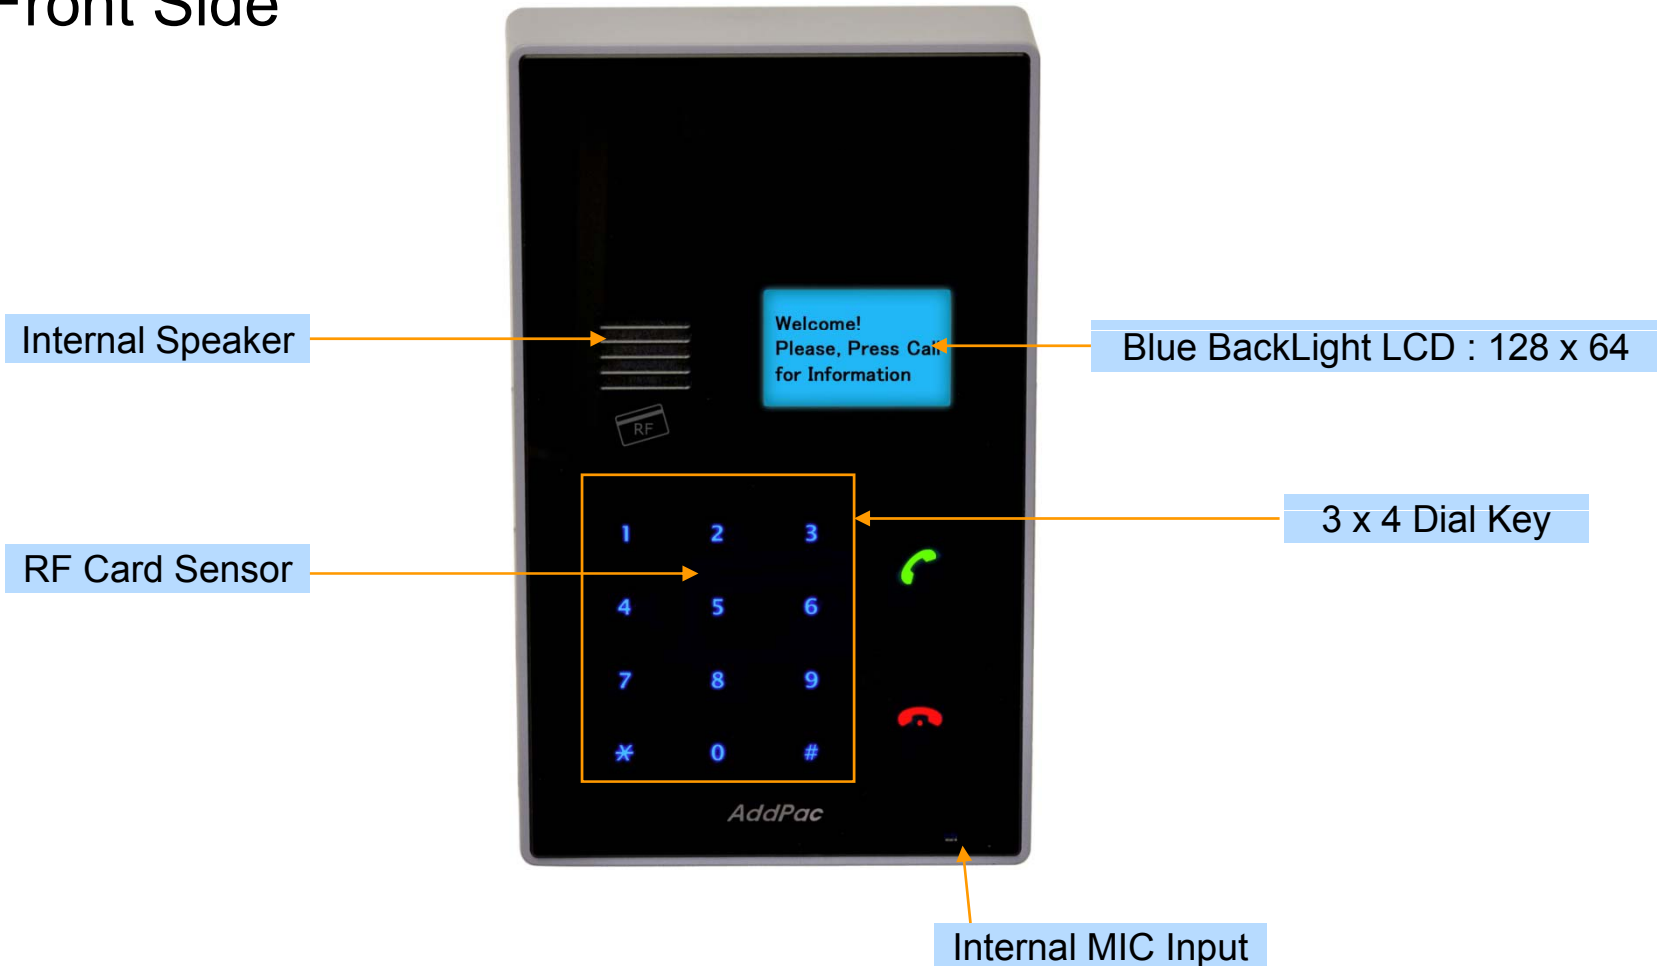 Front Side
Internal Speaker
Welcome!
Please, Press Call
for Information
Blue BackLight LCD : 128 x 64
RF
3 x 4 Dial Key
RF Card Sensor
1 2 3
4 5 6
7 8 9
* 0 #
AddPac
Internal MIC Input